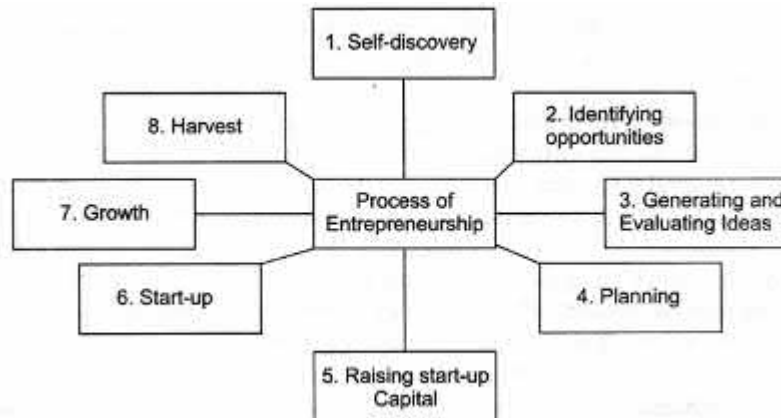 1. Self-discovery
2. Identifying
opportunities
3. Generating and
Evaluating Ideas
4. Planning
5. Raising start-up
Capital
6. Start-up
7. Growth
8. Harvest
Process of
Entrepreneurship